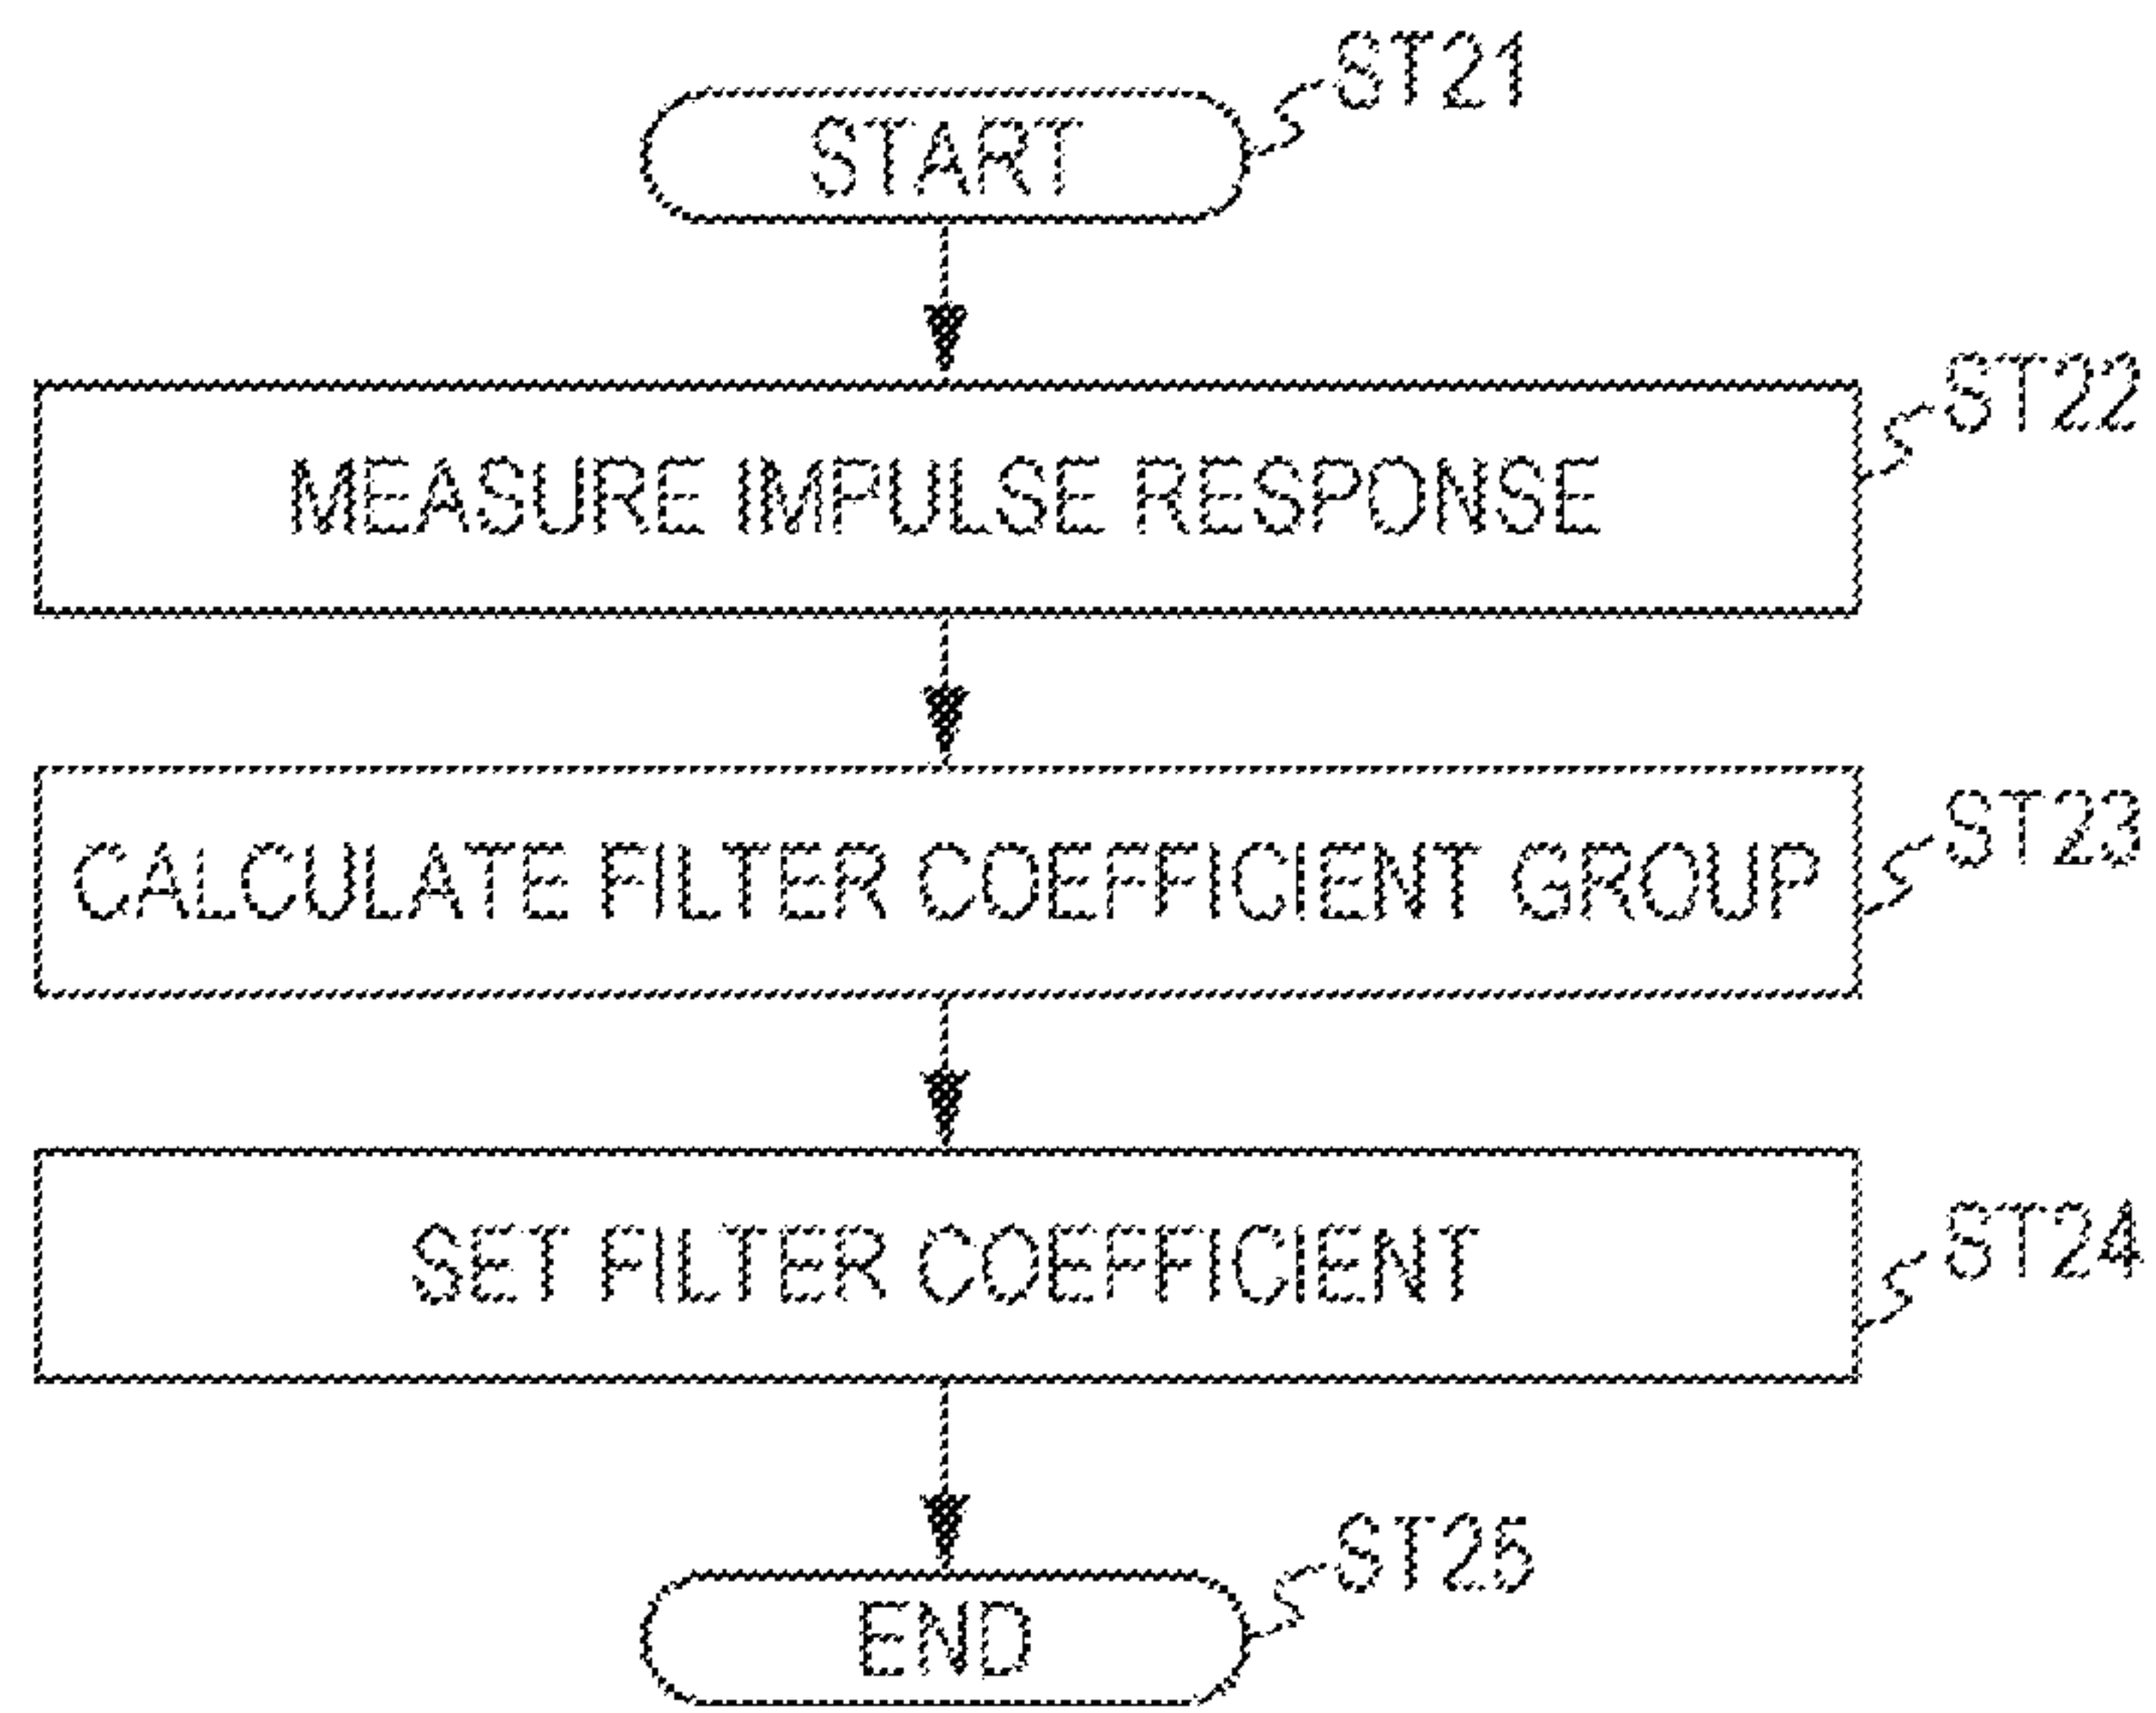 START
ST21
MEASURE IMPULSE RESPONSE
ST22
CALCULATE FILTER COEFFICIENT GROUP
ST23
SET FILTER COEFFICIENT
ST24
END
ST25